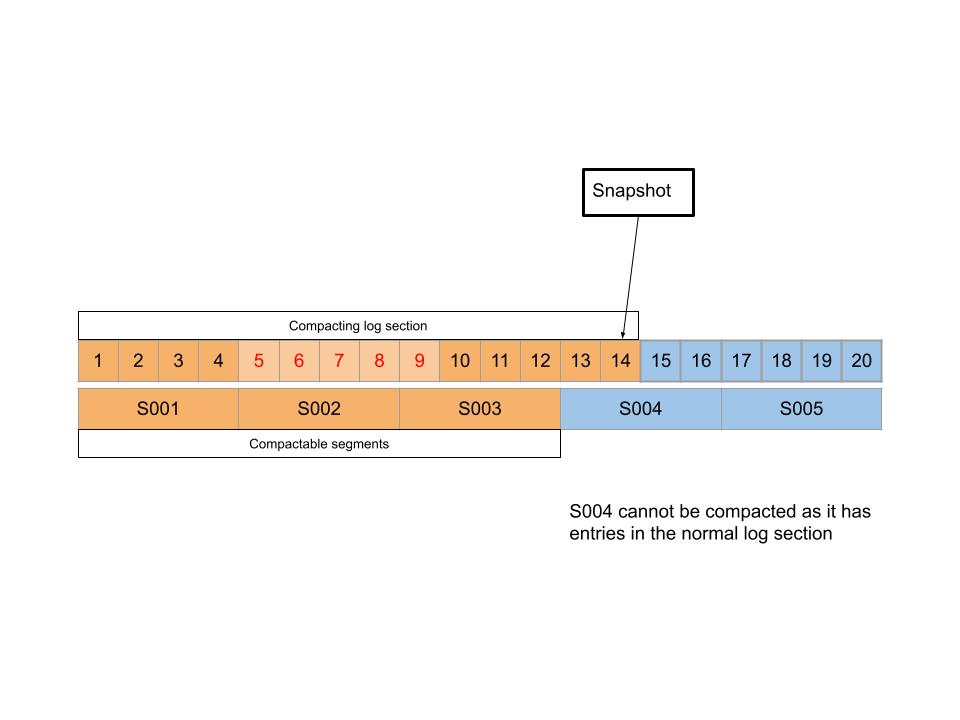 Snapshot
Compacting log section
1 2 3 4 5 6 7 8 9 10 11 12 13 14 15 16 17 18 19 20
S001 S002 S003 S004 S005
Compactable segments
S004 cannot be compacted as it has
entries in the normal log section